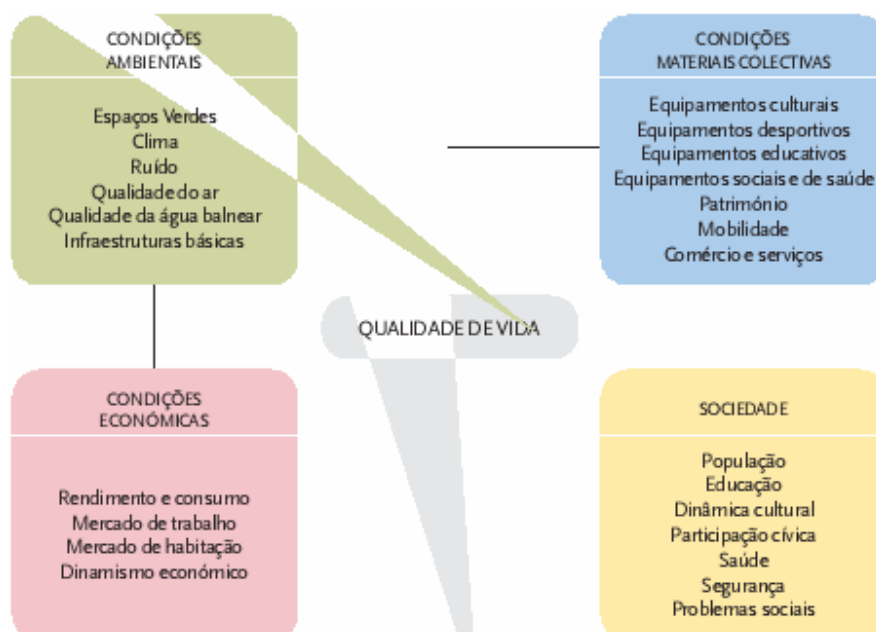 CONDIÇÕES
AMBIENTAIS
Espaços Verdes
Clima
Ruído
Qualidade do ar
Qualidade da água balnear
Infraestruturas básicas
CONDIÇÕES
MATERIAIS COLECTIVAS
Equipamentos culturais
Equipamentos desportivos
Equipamentos educativos
Equipamentos sociais e de saúde
Património
Mobilidade
Comércio e serviços
QUALIDADE DE VIDA
CONDIÇÕES
ECONÓMICAS
Rendimento e consumo
Mercado de trabalho
Mercado de habitação
Dinamismo económico
SOCIEDADE
População
Educação
Dinâmica cultural
Participação cívica
Saúde
Segurança
Problemas sociais